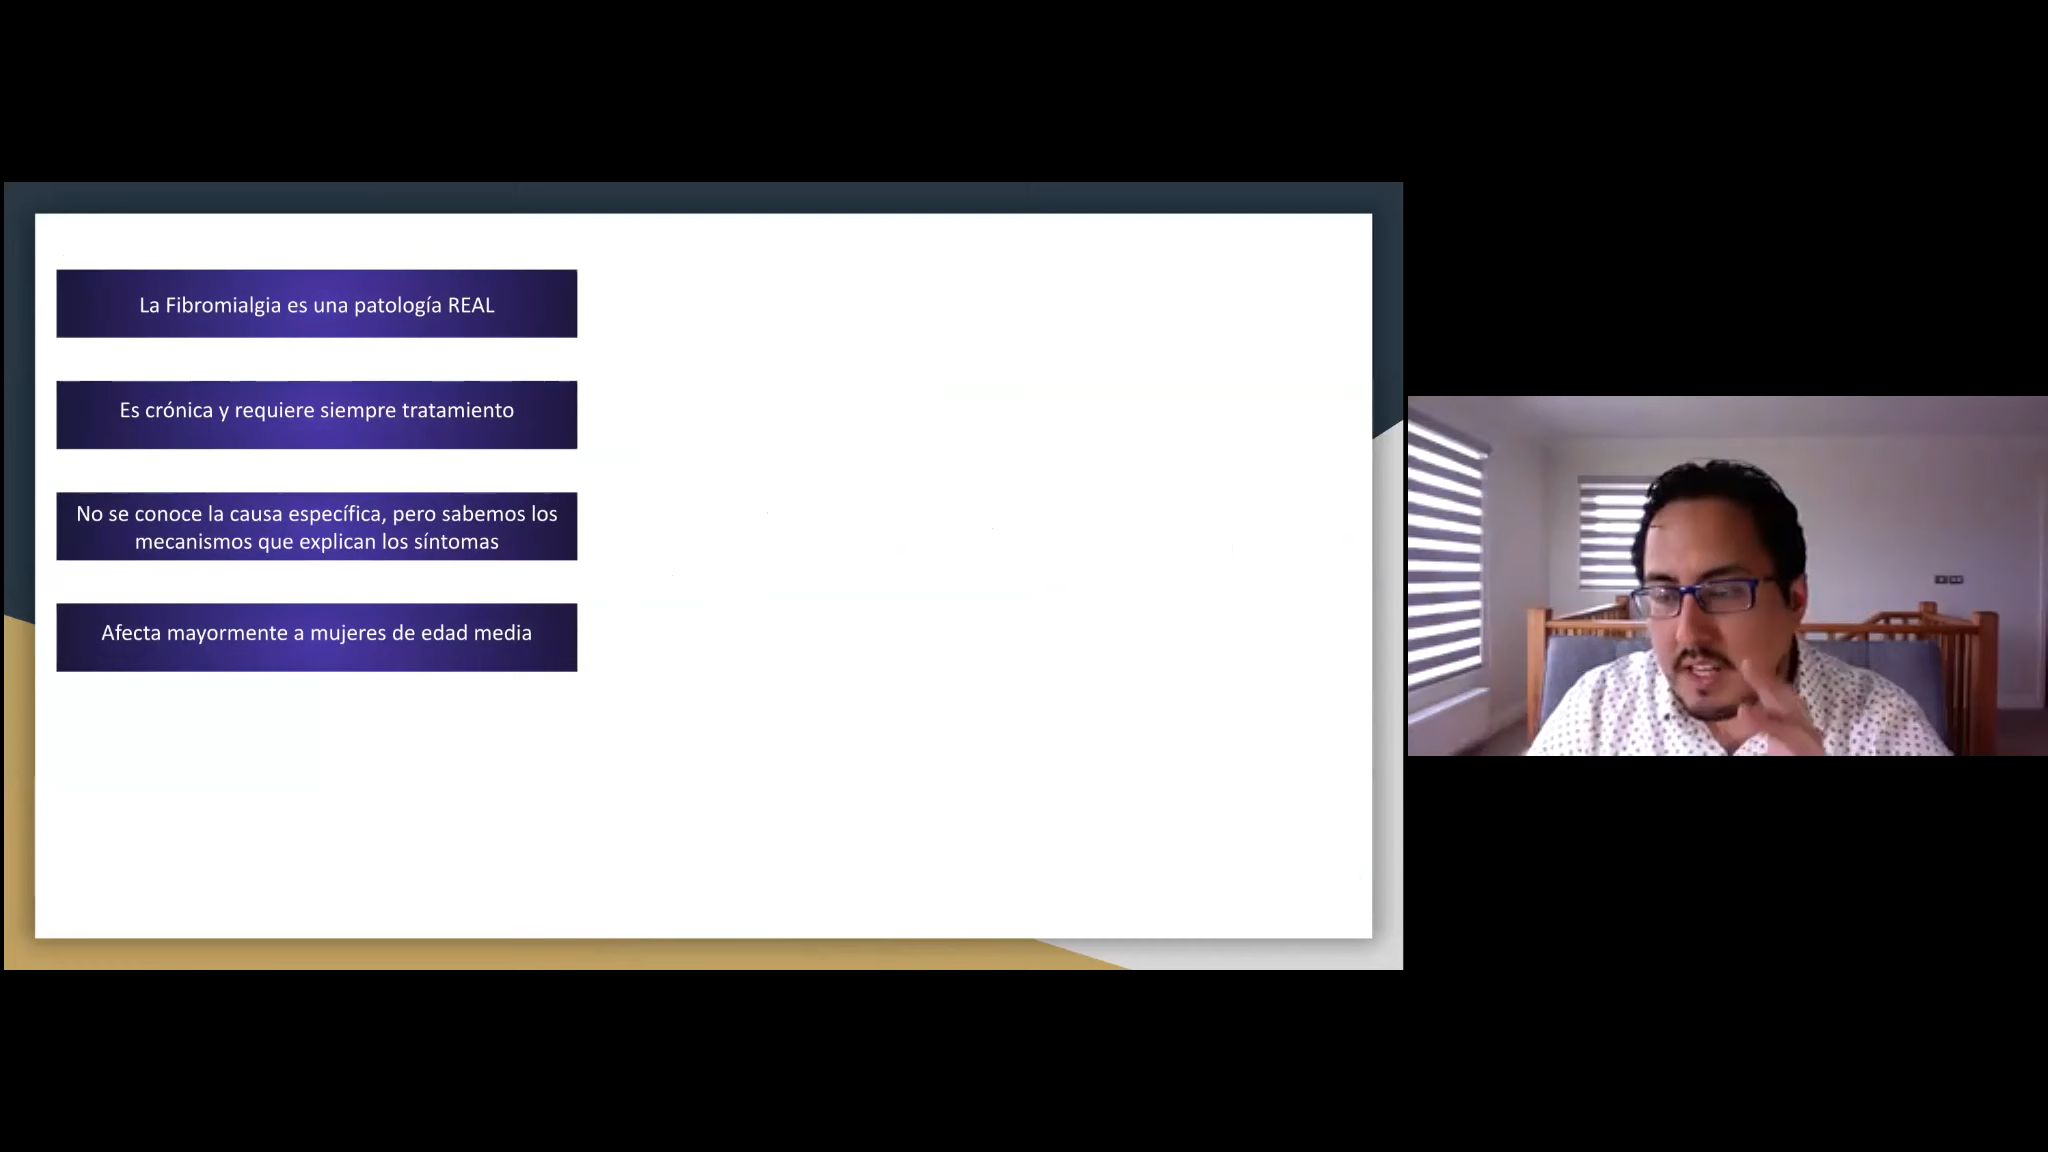 La Fibromialgia es una patología REAL
Es crónica y requiere siempre tratamiento
No se conoce la causa específica, pero sabemos los
mecanismos que explican los síntomas
Afecta mayormente a mujeres de edad media